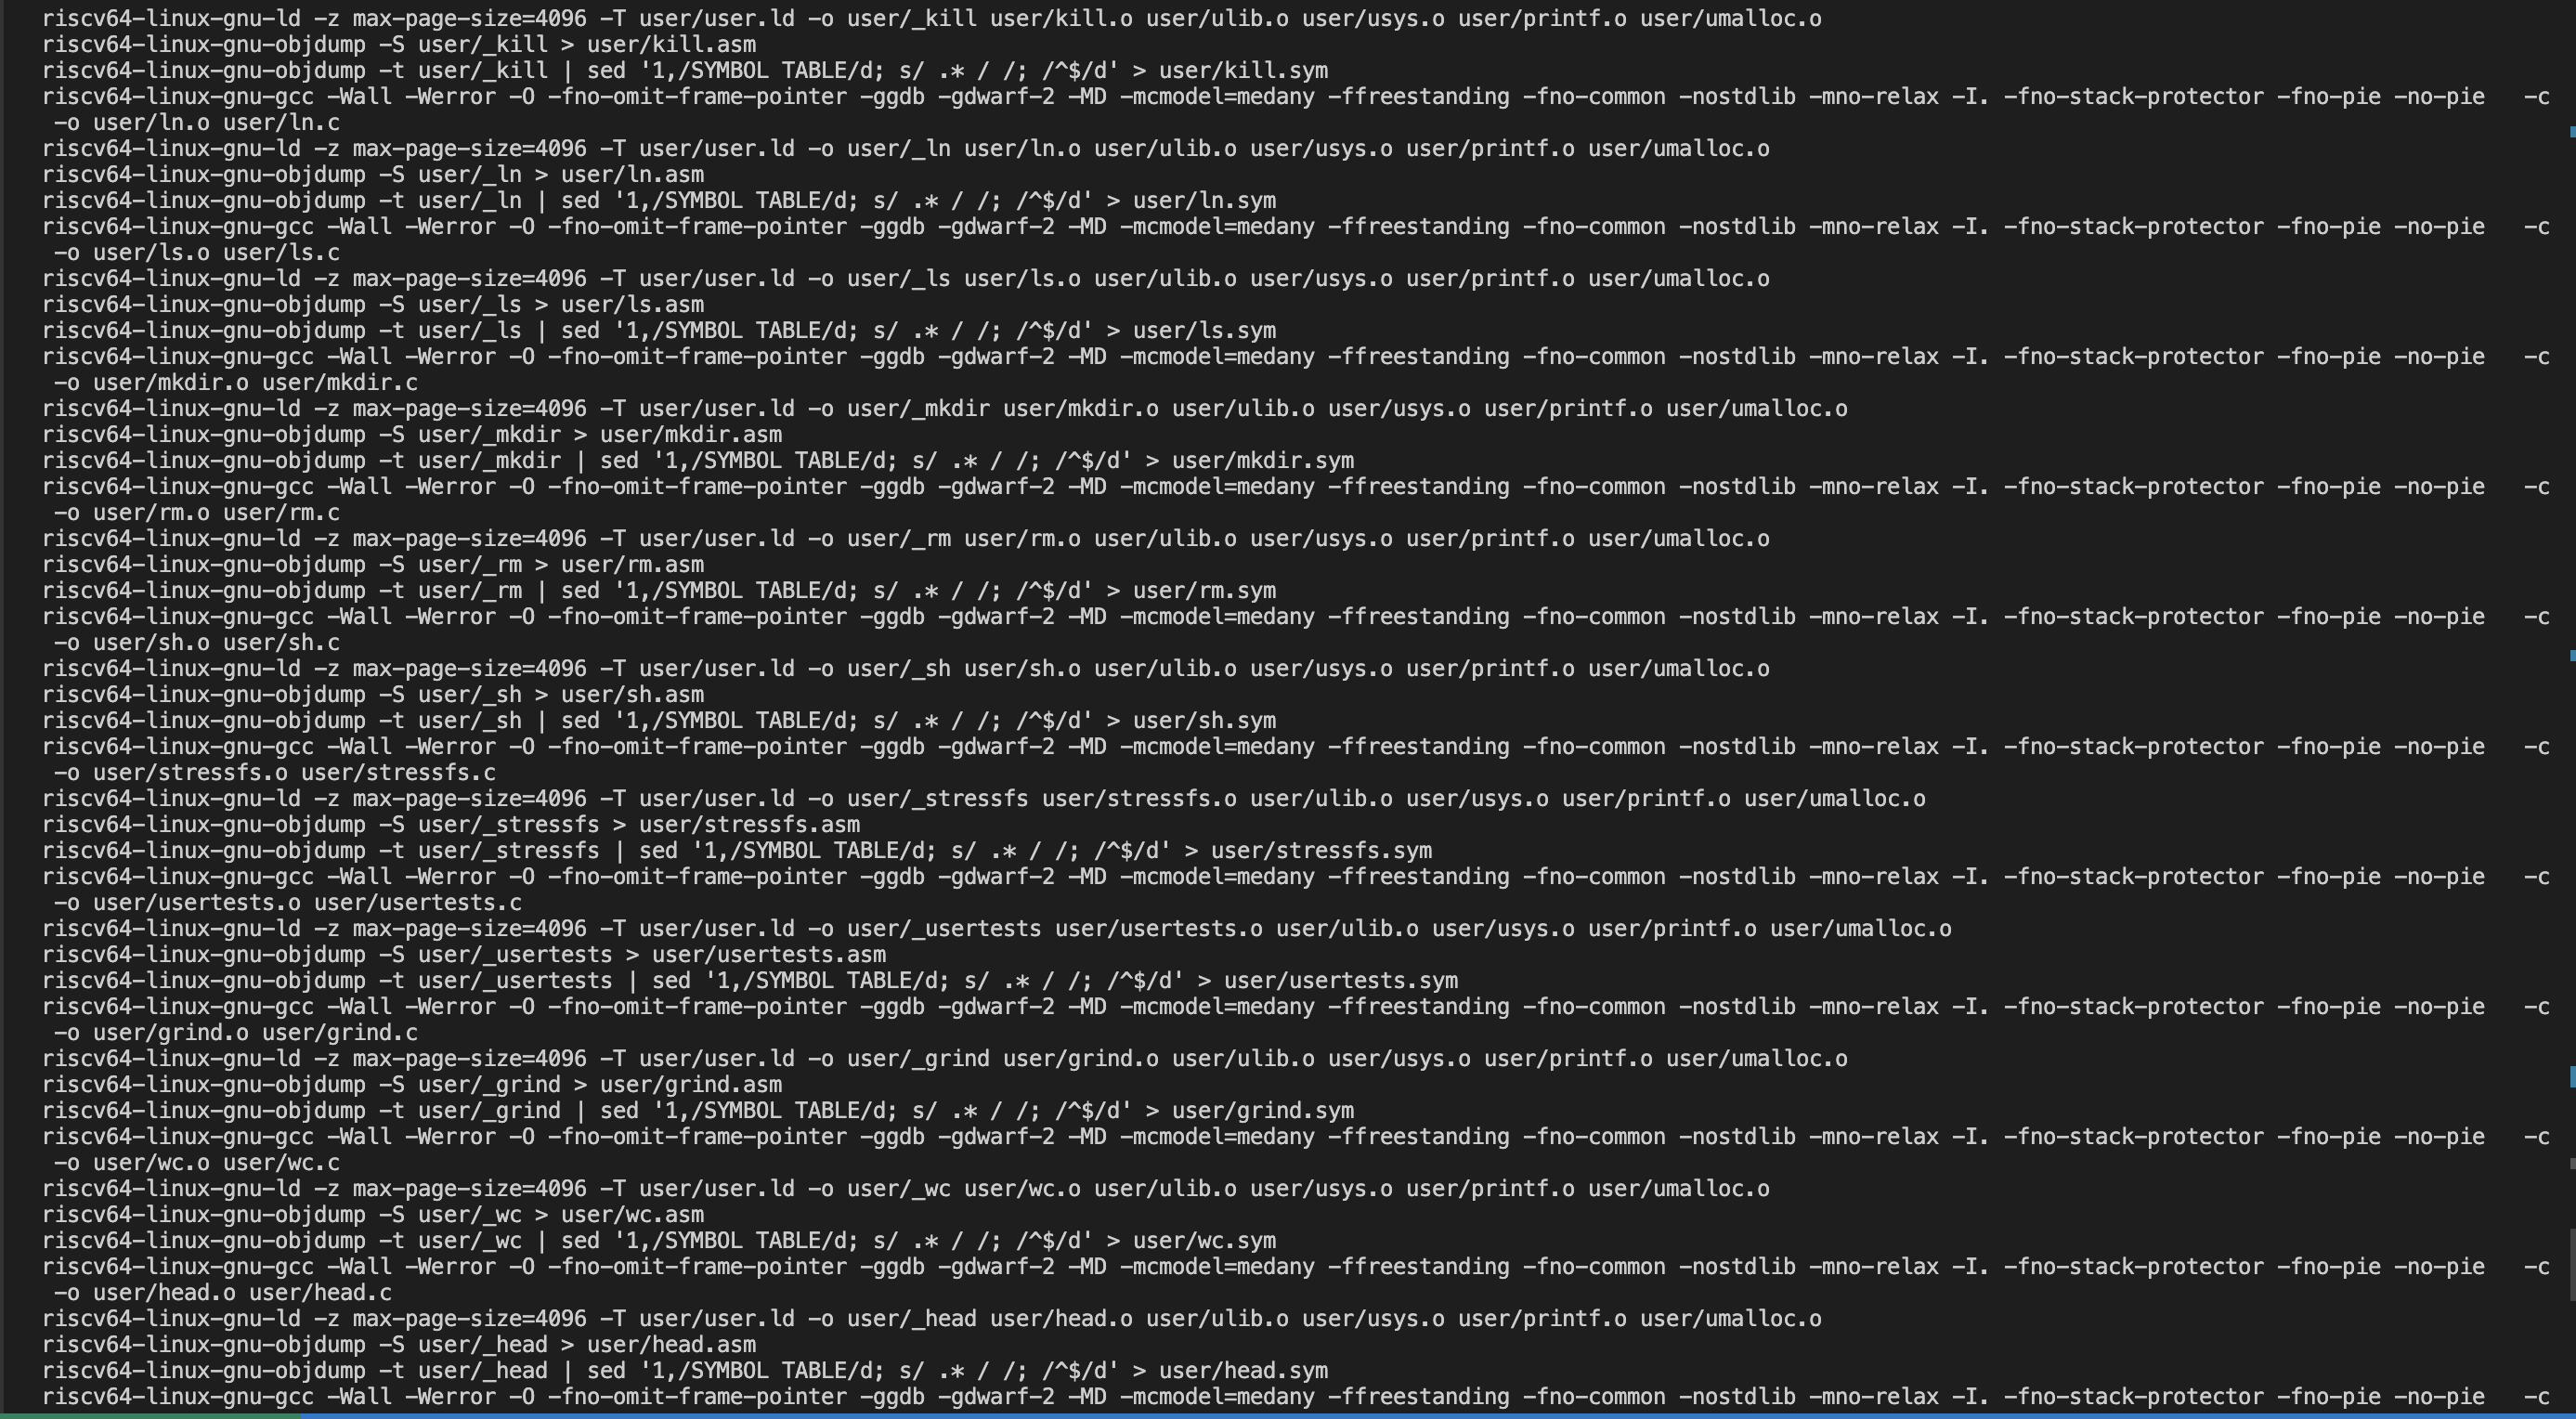 riscv64-linux-gnu-ld -z max-page-size=4096 -T user/user.ld -o user/_kill user/kill.o user/ulib.o user/usys.o user/printf.o user/umalloc.o
riscv64-linux-gnu-objdump -S user/_kill > user/kill.asm
riscv64-linux-gnu-objdump -t user/_kill | sed '1,/SYMBOL TABLE/d; s/ .* / /; /^$/d' > user/kill.sym
riscv64-linux-gnu-gcc -Wall -Werror -O -fno-omit-frame-pointer -ggdb -gdwarf-2 -MD -mcmodel=medany -ffreestanding -fno-common -nostdlib -mno-relax -I. -fno-stack-protector -fno-pie -no-pie   -c
 -o user/ln.o user/ln.c
riscv64-linux-gnu-ld -z max-page-size=4096 -T user/user.ld -o user/_ln user/ln.o user/ulib.o user/usys.o user/printf.o user/umalloc.o
riscv64-linux-gnu-objdump -S user/_ln > user/ln.asm
riscv64-linux-gnu-objdump -t user/_ln | sed '1,/SYMBOL TABLE/d; s/ .* / /; /^$/d' > user/ln.sym
riscv64-linux-gnu-gcc -Wall -Werror -O -fno-omit-frame-pointer -ggdb -gdwarf-2 -MD -mcmodel=medany -ffreestanding -fno-common -nostdlib -mno-relax -I. -fno-stack-protector -fno-pie -no-pie   -c
 -o user/ls.o user/ls.c
riscv64-linux-gnu-ld -z max-page-size=4096 -T user/user.ld -o user/_ls user/ls.o user/ulib.o user/usys.o user/printf.o user/umalloc.o
riscv64-linux-gnu-objdump -S user/_ls > user/ls.asm
riscv64-linux-gnu-objdump -t user/_ls | sed '1,/SYMBOL TABLE/d; s/ .* / /; /^$/d' > user/ls.sym
riscv64-linux-gnu-gcc -Wall -Werror -O -fno-omit-frame-pointer -ggdb -gdwarf-2 -MD -mcmodel=medany -ffreestanding -fno-common -nostdlib -mno-relax -I. -fno-stack-protector -fno-pie -no-pie   -c
 -o user/mkdir.o user/mkdir.c
riscv64-linux-gnu-ld -z max-page-size=4096 -T user/user.ld -o user/_mkdir user/mkdir.o user/ulib.o user/usys.o user/printf.o user/umalloc.o
riscv64-linux-gnu-objdump -S user/_mkdir > user/mkdir.asm
riscv64-linux-gnu-objdump -t user/_mkdir | sed '1,/SYMBOL TABLE/d; s/ .* / /; /^$/d' > user/mkdir.sym
riscv64-linux-gnu-gcc -Wall -Werror -O -fno-omit-frame-pointer -ggdb -gdwarf-2 -MD -mcmodel=medany -ffreestanding -fno-common -nostdlib -mno-relax -I. -fno-stack-protector -fno-pie -no-pie   -c
 -o user/rm.o user/rm.c
riscv64-linux-gnu-ld -z max-page-size=4096 -T user/user.ld -o user/_rm user/rm.o user/ulib.o user/usys.o user/printf.o user/umalloc.o
riscv64-linux-gnu-objdump -S user/_rm > user/rm.asm
riscv64-linux-gnu-objdump -t user/_rm | sed '1,/SYMBOL TABLE/d; s/ .* / /; /^$/d' > user/rm.sym
riscv64-linux-gnu-gcc -Wall -Werror -O -fno-omit-frame-pointer -ggdb -gdwarf-2 -MD -mcmodel=medany -ffreestanding -fno-common -nostdlib -mno-relax -I. -fno-stack-protector -fno-pie -no-pie   -c
 -o user/sh.o user/sh.c
riscv64-linux-gnu-ld -z max-page-size=4096 -T user/user.ld -o user/_sh user/sh.o user/ulib.o user/usys.o user/printf.o user/umalloc.o
riscv64-linux-gnu-objdump -S user/_sh > user/sh.asm
riscv64-linux-gnu-objdump -t user/_sh | sed '1,/SYMBOL TABLE/d; s/ .* / /; /^$/d' > user/sh.sym
riscv64-linux-gnu-gcc -Wall -Werror -O -fno-omit-frame-pointer -ggdb -gdwarf-2 -MD -mcmodel=medany -ffreestanding -fno-common -nostdlib -mno-relax -I. -fno-stack-protector -fno-pie -no-pie   -c
 -o user/stressfs.o user/stressfs.c
riscv64-linux-gnu-ld -z max-page-size=4096 -T user/user.ld -o user/_stressfs user/stressfs.o user/ulib.o user/usys.o user/printf.o user/umalloc.o
riscv64-linux-gnu-objdump -S user/_stressfs > user/stressfs.asm
riscv64-linux-gnu-objdump -t user/_stressfs | sed '1,/SYMBOL TABLE/d; s/ .* / /; /^$/d' > user/stressfs.sym
riscv64-linux-gnu-gcc -Wall -Werror -O -fno-omit-frame-pointer -ggdb -gdwarf-2 -MD -mcmodel=medany -ffreestanding -fno-common -nostdlib -mno-relax -I. -fno-stack-protector -fno-pie -no-pie   -c
 -o user/usertests.o user/usertests.c
riscv64-linux-gnu-ld -z max-page-size=4096 -T user/user.ld -o user/_usertests user/usertests.o user/ulib.o user/usys.o user/printf.o user/umalloc.o
riscv64-linux-gnu-objdump -S user/_usertests > user/usertests.asm
riscv64-linux-gnu-objdump -t user/_usertests | sed '1,/SYMBOL TABLE/d; s/ .* / /; /^$/d' > user/usertests.sym
riscv64-linux-gnu-gcc -Wall -Werror -O -fno-omit-frame-pointer -ggdb -gdwarf-2 -MD -mcmodel=medany -ffreestanding -fno-common -nostdlib -mno-relax -I. -fno-stack-protector -fno-pie -no-pie   -c
 -o user/grind.o user/grind.c
riscv64-linux-gnu-ld -z max-page-size=4096 -T user/user.ld -o user/_grind user/grind.o user/ulib.o user/usys.o user/printf.o user/umalloc.o
riscv64-linux-gnu-objdump -S user/_grind > user/grind.asm
riscv64-linux-gnu-objdump -t user/_grind | sed '1,/SYMBOL TABLE/d; s/ .* / /; /^$/d' > user/grind.sym
riscv64-linux-gnu-gcc -Wall -Werror -O -fno-omit-frame-pointer -ggdb -gdwarf-2 -MD -mcmodel=medany -ffreestanding -fno-common -nostdlib -mno-relax -I. -fno-stack-protector -fno-pie -no-pie   -c
 -o user/wc.o user/wc.c
riscv64-linux-gnu-ld -z max-page-size=4096 -T user/user.ld -o user/_wc user/wc.o user/ulib.o user/usys.o user/printf.o user/umalloc.o
riscv64-linux-gnu-objdump -S user/_wc > user/wc.asm
riscv64-linux-gnu-objdump -t user/_wc | sed '1,/SYMBOL TABLE/d; s/ .* / /; /^$/d' > user/wc.sym
riscv64-linux-gnu-gcc -Wall -Werror -O -fno-omit-frame-pointer -ggdb -gdwarf-2 -MD -mcmodel=medany -ffreestanding -fno-common -nostdlib -mno-relax -I. -fno-stack-protector -fno-pie -no-pie   -c
 -o user/head.o user/head.c
riscv64-linux-gnu-ld -z max-page-size=4096 -T user/user.ld -o user/_head user/head.o user/ulib.o user/usys.o user/printf.o user/umalloc.o
riscv64-linux-gnu-objdump -S user/_head > user/head.asm
riscv64-linux-gnu-objdump -t user/_head | sed '1,/SYMBOL TABLE/d; s/ .* / /; /^$/d' > user/head.sym
riscv64-linux-gnu-gcc -Wall -Werror -O -fno-omit-frame-pointer -ggdb -gdwarf-2 -MD -mcmodel=medany -ffreestanding -fno-common -nostdlib -mno-relax -I. -fno-stack-protector -fno-pie -no-pie   -c